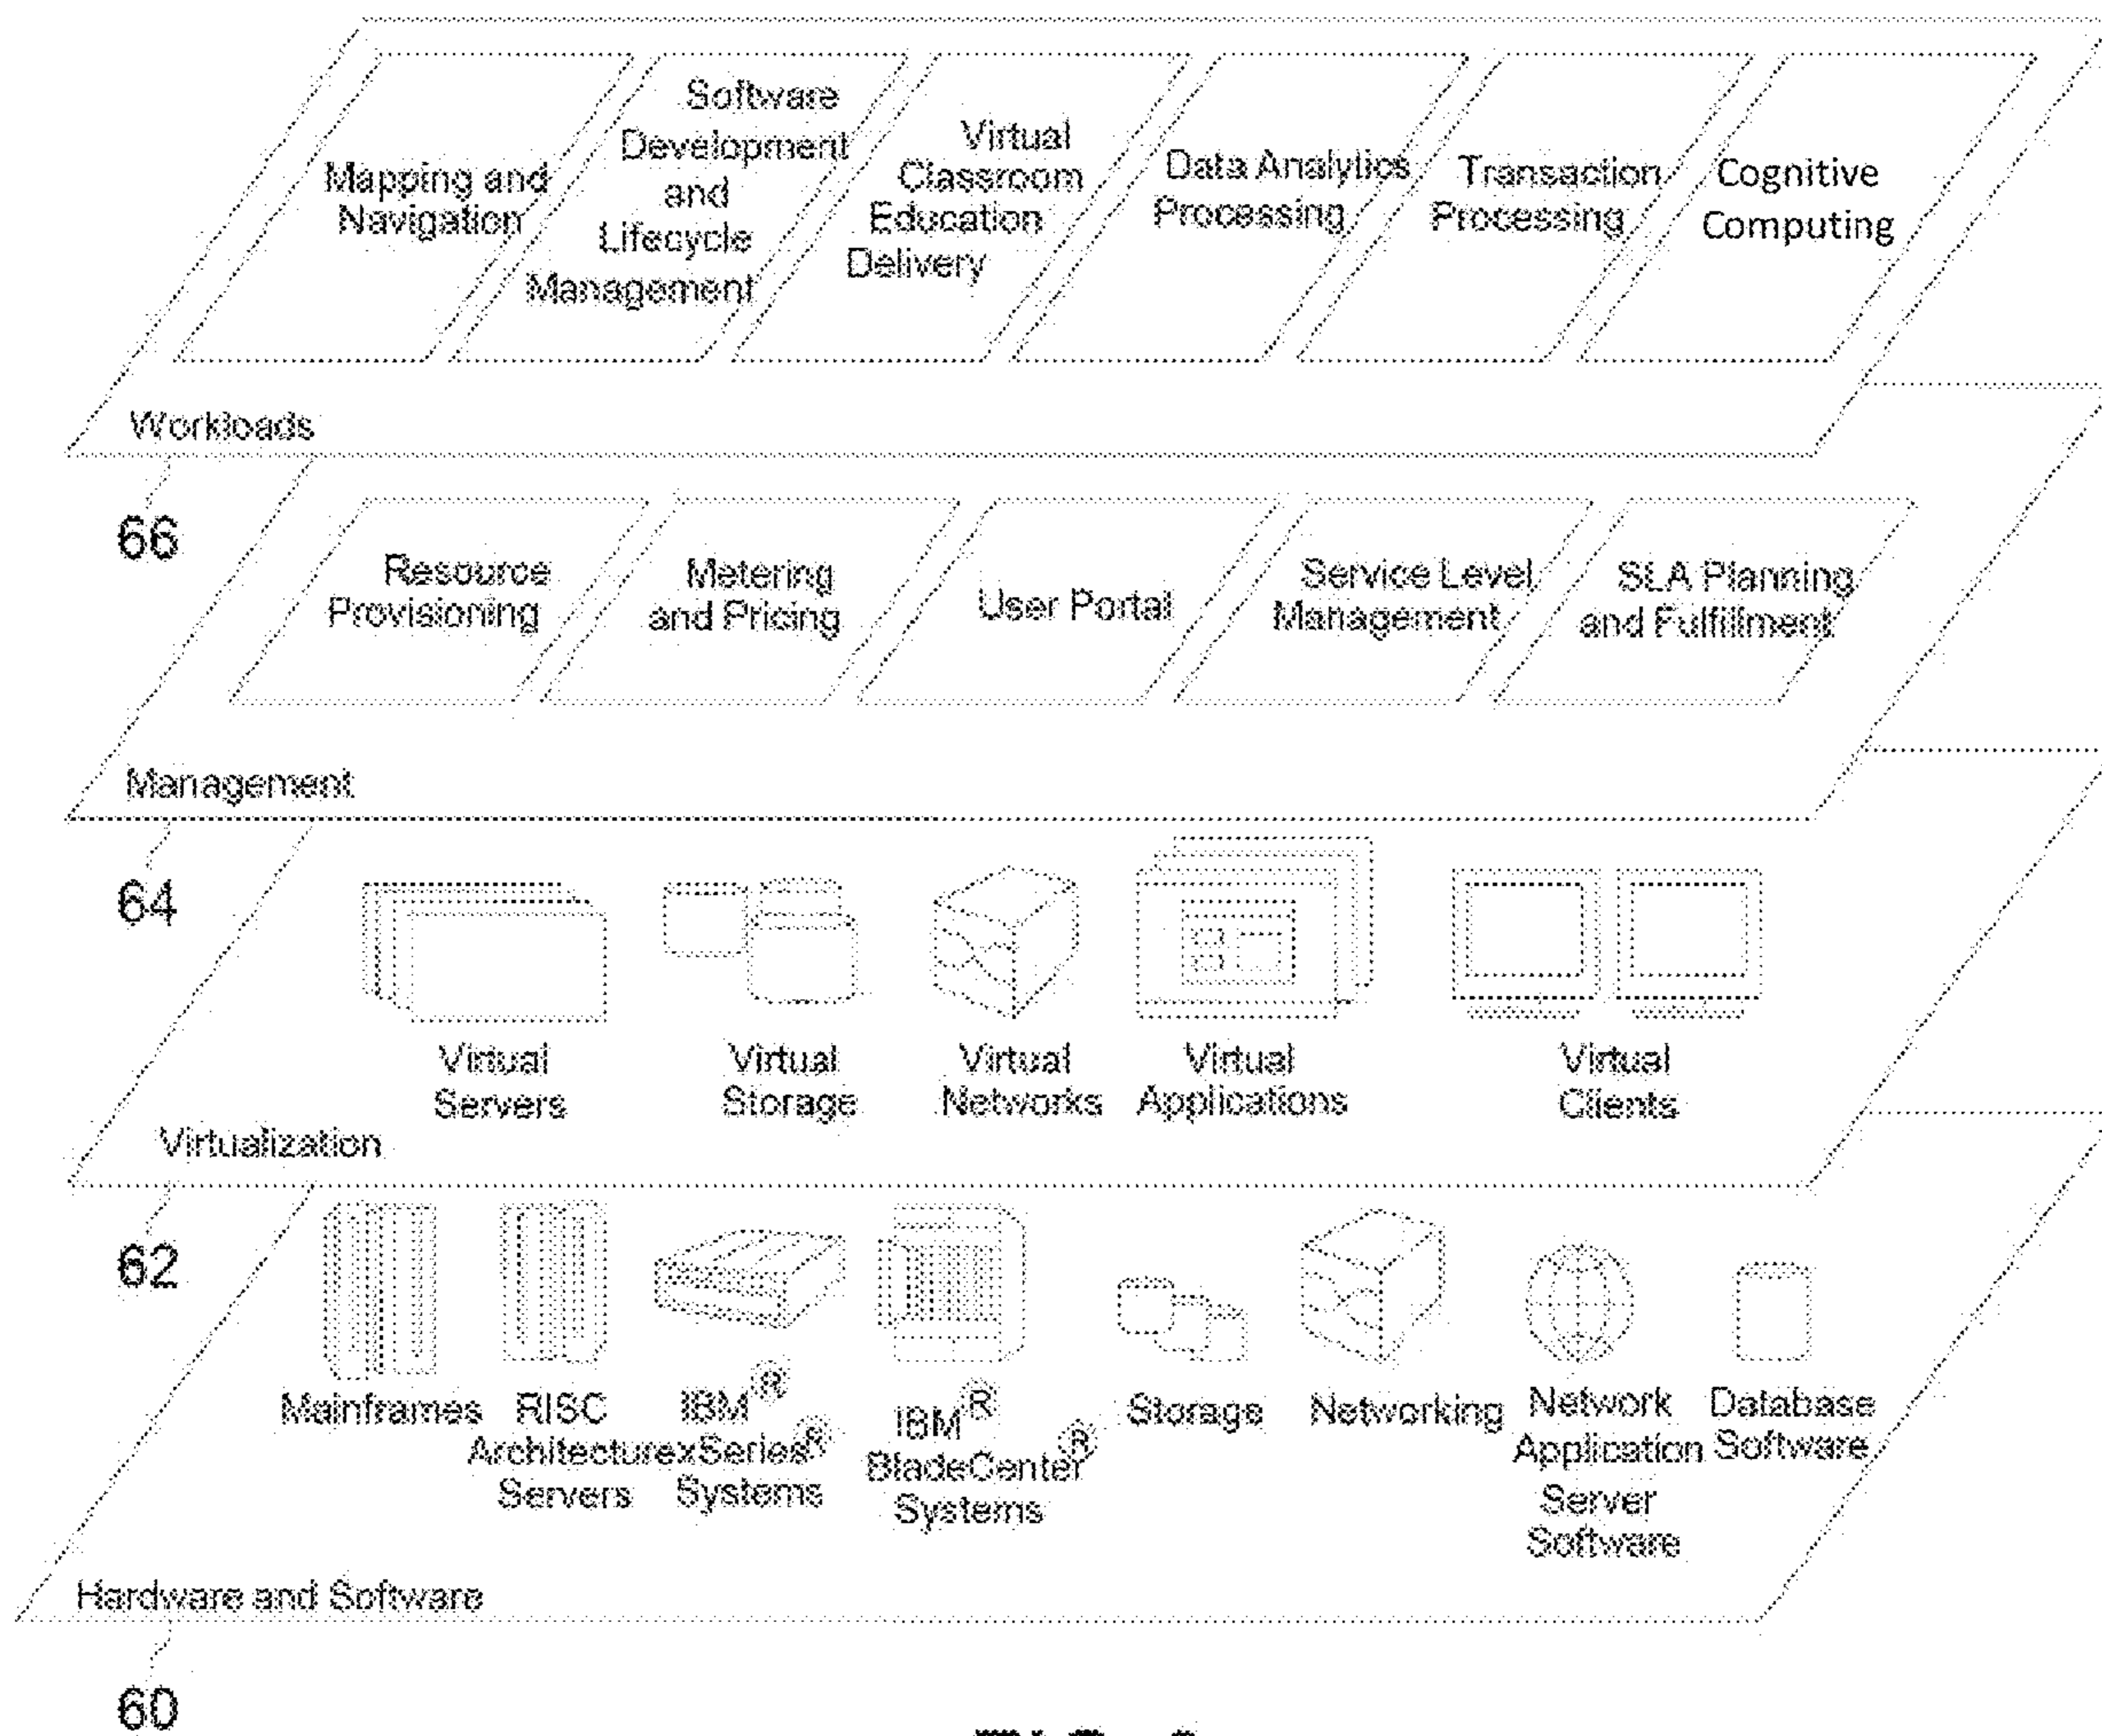 Mapping and
Navigation
Software
Development
and
Lifecycle
Management
Virtual
Classroom
Education
Delivery
Data Analytics
Processing
Transaction
Processing
Cognitive
Computing
Workloads
66
Resource
Provisioning
Metering
and Pricing
User Portal
Service Level
Management
SLA Planning
and Fulfillment
Management
64
Virtual
Servers
Virtual
Storage
Virtual
Networks
Virtual
Applications
Virtual
Clients
Virtualization
62
Mainframes
RISC
Architecture
Servers
IBM®
xSeries®
Systems
IBM®
BladeCenter®
Systems
Storage
Networking
Network
Application
Server
Software
Database
Software
Hardware and Software
60